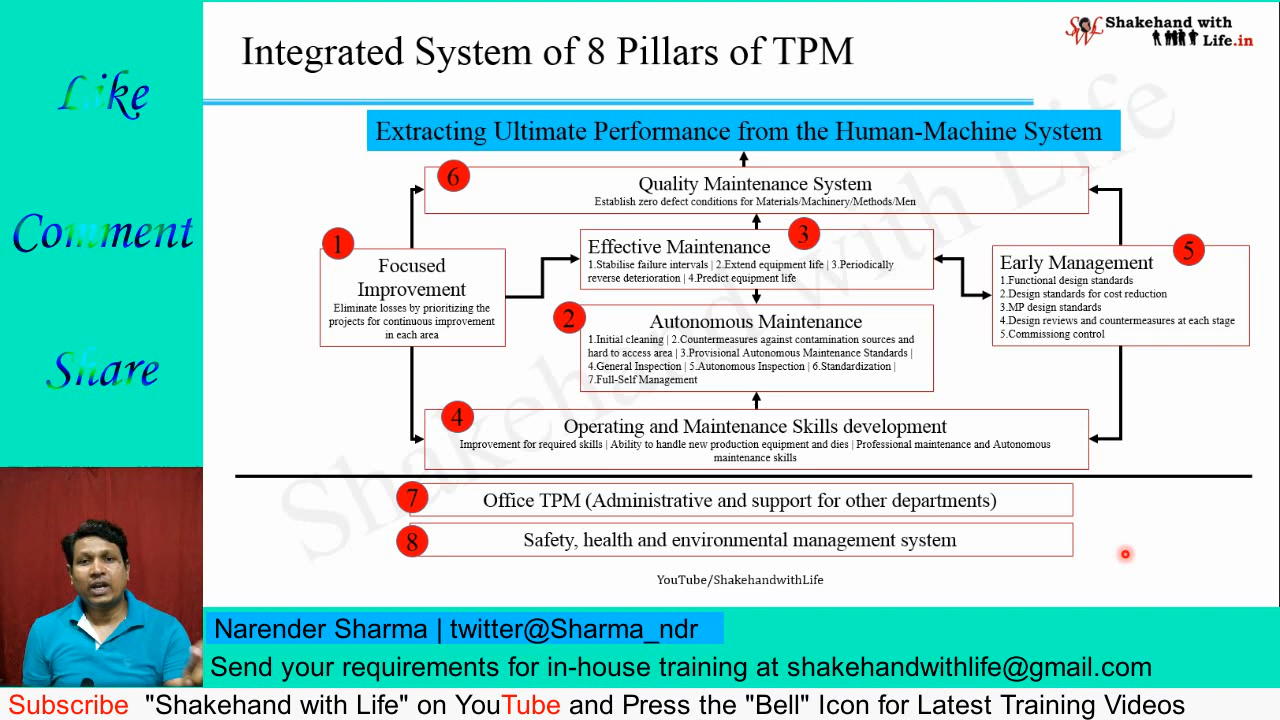 Like
Comment
Share
Integrated System of 8 Pillars of TPM
Shakehand with
Life.in
Extracting Ultimate Performance from the Human-Machine System
6
Quality Maintenance System
Establish zero defect conditions for Materials/Machinery/Methods/Men
1
Focused
Improvement
Eliminate losses by prioritizing the
projects for continuous improvement
in each area
3
Effective Maintenance
1.Stabilise failure intervals | 2.Extend equipment life | 3.Periodically
reverse deterioration | 4.Predict equipment life
5
Early Management
1.Functional design standards
2.Design standards for cost reduction
3.MP design standards
4.Design reviews and countermeasures at each stage
5.Commissiong control
2
Autonomous Maintenance
1.Initial cleaning | 2.Countermeasures against contamination sources and
hard to access area | 3.Provisional Autonomous Maintenance Standards |
4.General Inspection | 5.Autonomous Inspection | 6.Standardization |
7.Full-Self Management
4
Operating and Maintenance Skills development
Improvement for required skills | Ability to handle new production equipment and dies | Professional maintenance and Autonomous
maintenance skills
7
Office TPM (Administrative and support for other departments)
8
Safety, health and environmental management system
YouTube/ShakehandwithLife
Shakehand with Life
Narender Sharma | twitter@Sharma_ndr
Send your requirements for in-house training at shakehandwithlife@gmail.com
Subscribe "Shakehand with Life" on YouTube and Press the "Bell" Icon for Latest Training Videos